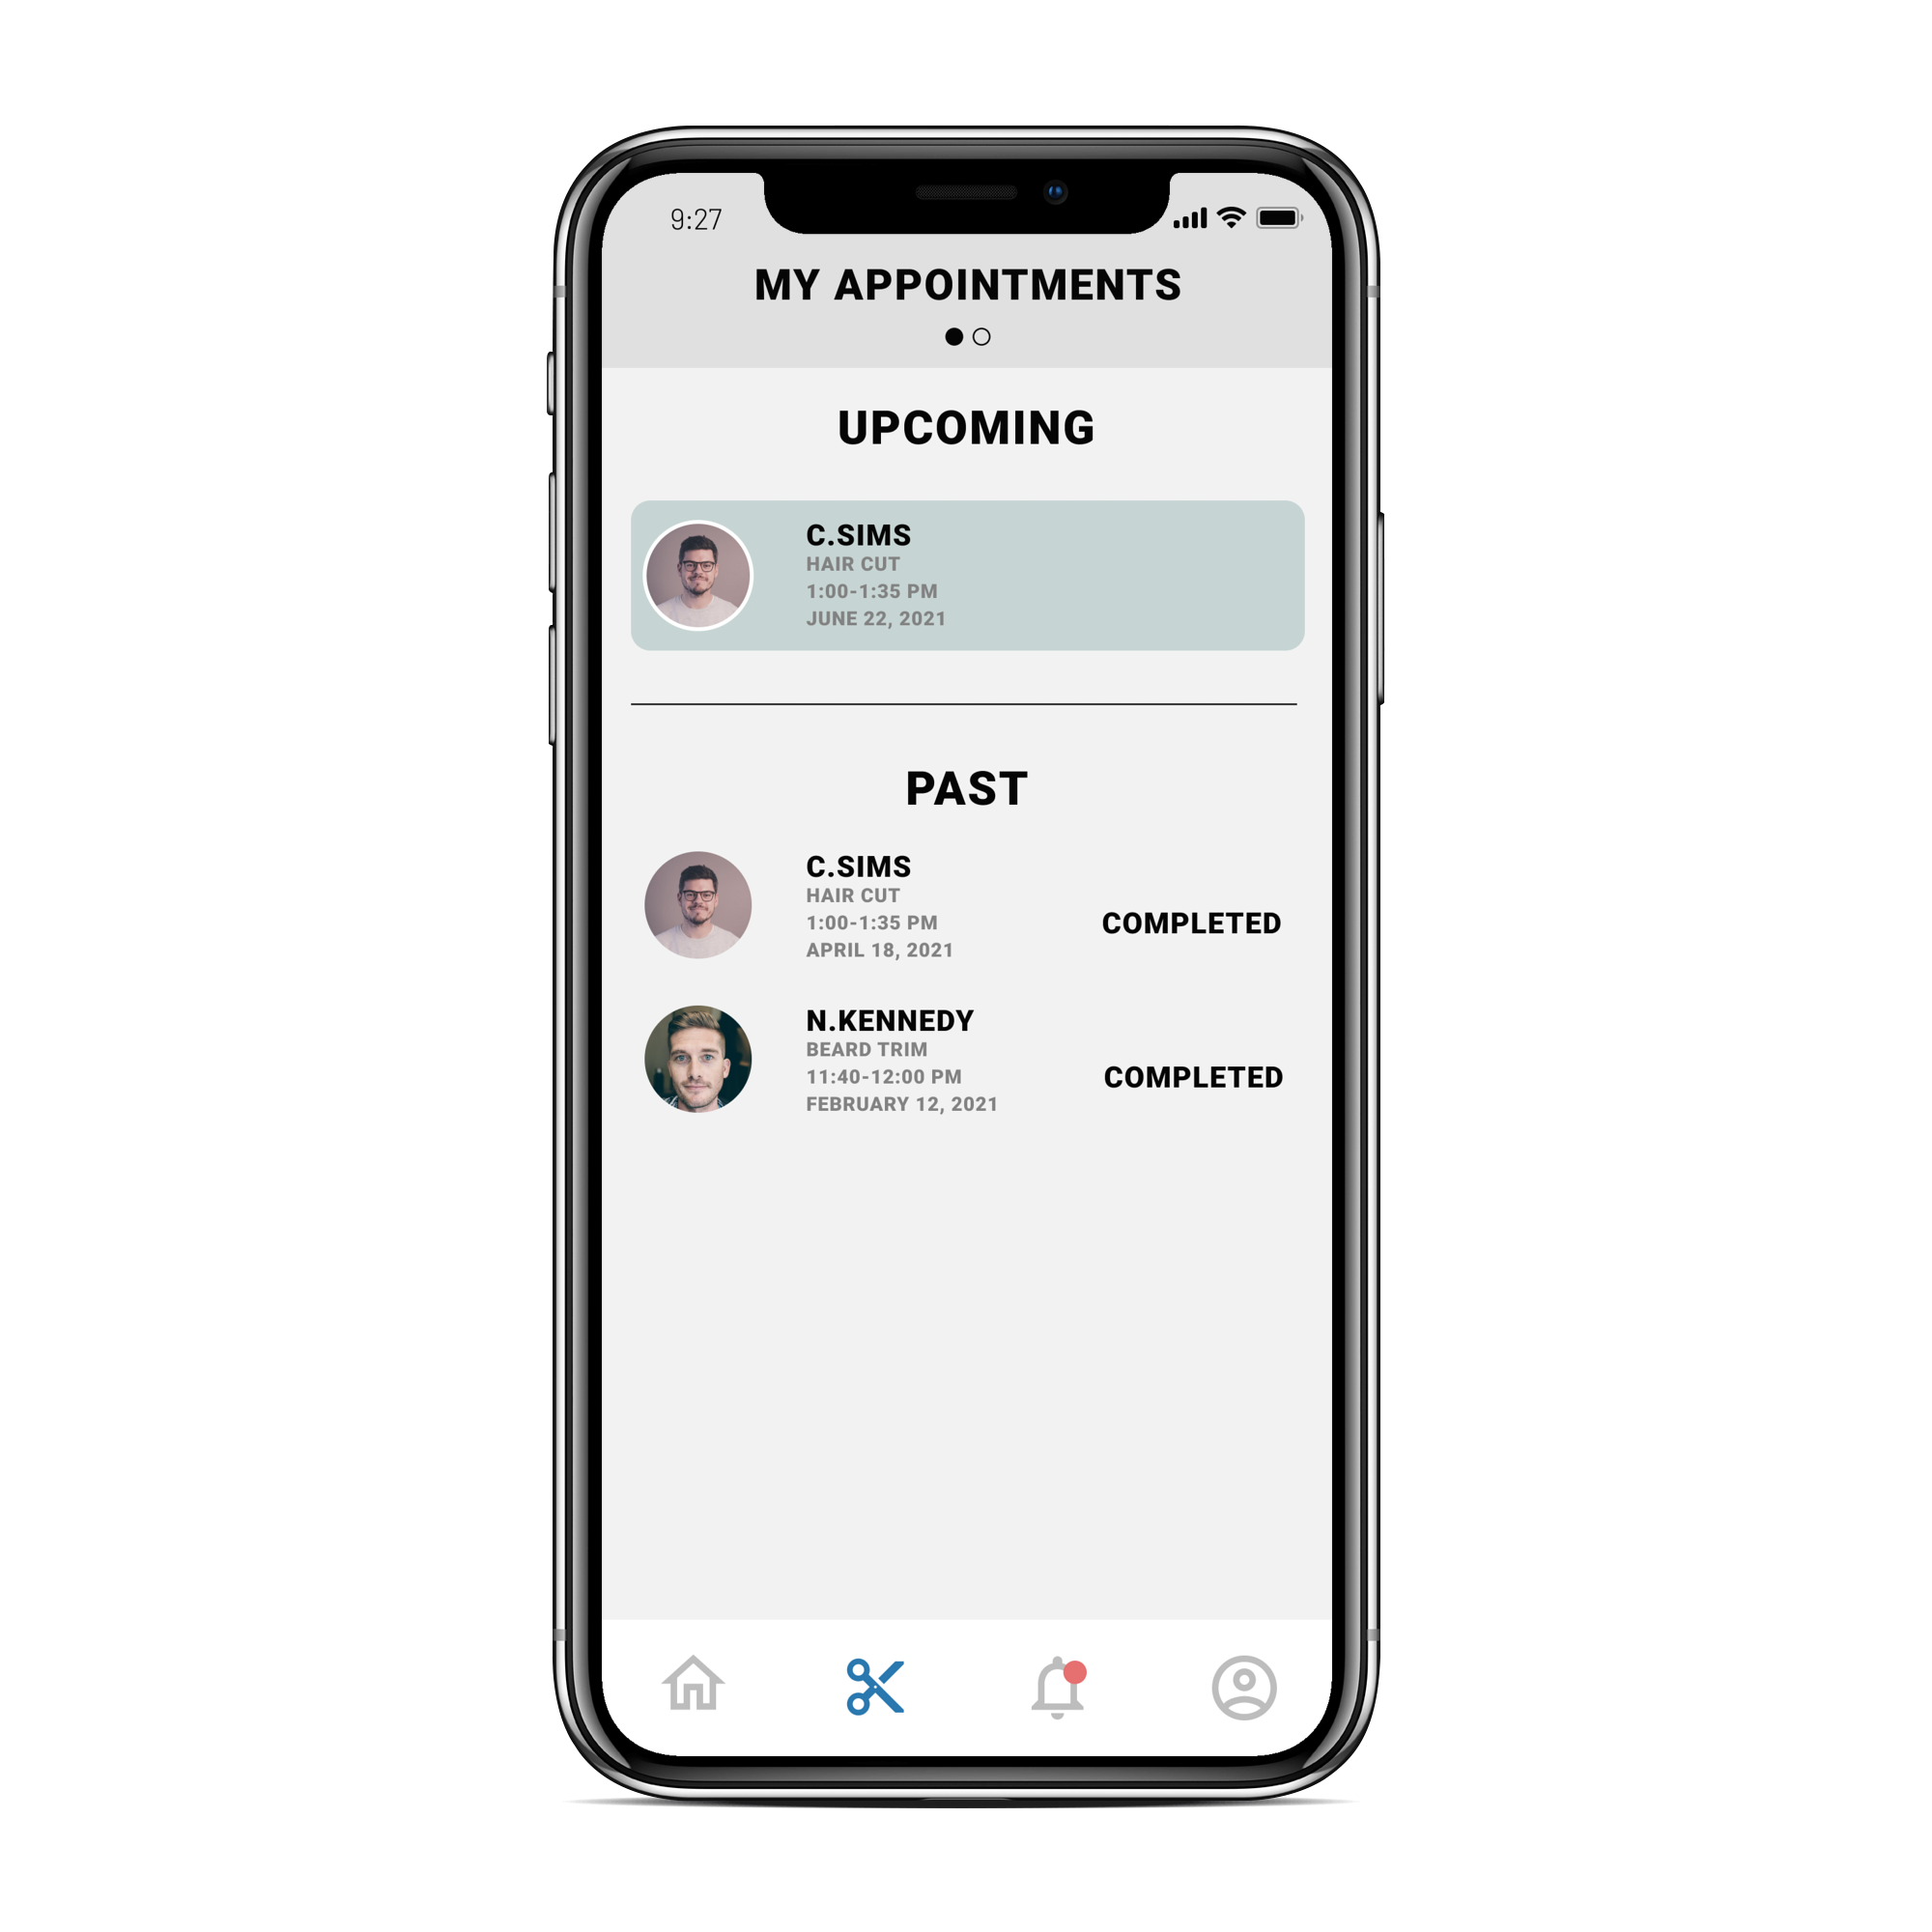 9:27
MY APPOINTMENTS
UPCOMING
C.SIMS
HAIR CUT
1:00-1:35 PM
JUNE 22, 2021
PAST
C.SIMS
HAIR CUT
1:00-1:35 PM
APRIL 18, 2021
COMPLETED
N.KENNEDY
BEARD TRIM
11:40-12:00 PM
FEBRUARY 12, 2021
COMPLETED